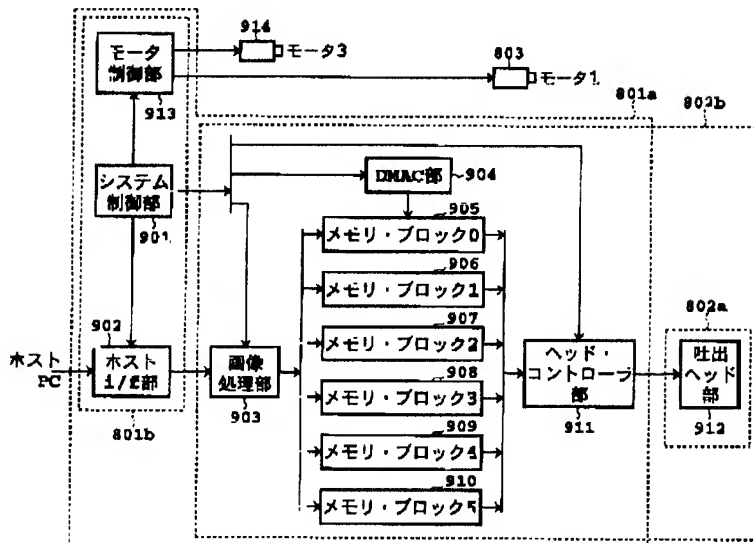 914
モータ3
803
モータ1
モータ
制御部
913
801a
802b
システム
制御部
901
DMAC部
904
905
メモリ・ブロック0
906
メモリ・ブロック1
907
メモリ・ブロック2
908
メモリ・ブロック3
909
メモリ・ブロック4
910
メモリ・ブロック5
ホスト
PC
902
ホスト
i/f部
801b
画像
処理部
903
ヘッド・
コントローブ
部
911
802a
吐出
ヘッド
部
912